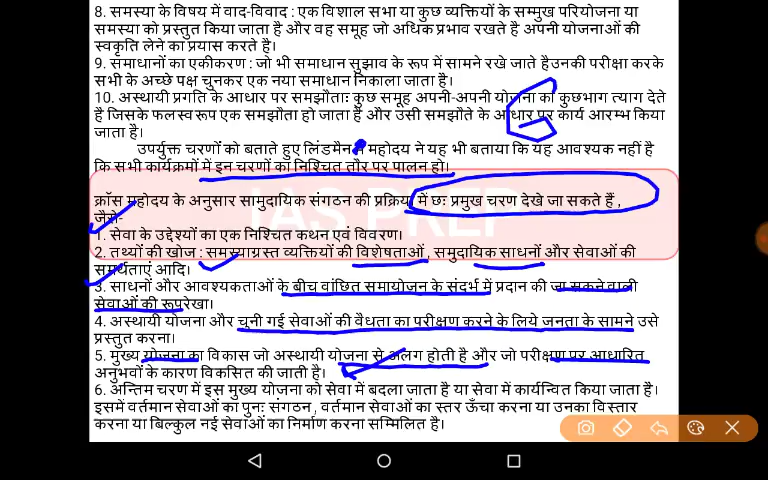 8. समस्या के विषय में वाद-विवाद : एक विशाल सभा या कुछ व्यक्तियों के सम्मुख परियोजना या
समस्या को प्रस्तुत किया जाता है और वह समूह जो अधिक प्रभाव रखते है अपनी योजनाओं की
स्वकृति लेने का प्रयास करते है।
9. समाधानों का एकीकरण : जो भी समाधान सुझाव के रूप में सामने रखे जाते हैउनकी परीक्षा करके
सभी के अच्छे पक्ष चुनकर एक नया समाधान निकाला जाता है।
10. अस्थायी प्रगति के आधार पर समझौताः कुछ समूह अपनी-अपनी योजना का कुछभाग त्याग देते
है जिसके फलस्वरूप एक समझौता हो जाता है और उसी समझौते के आधार पर कार्य आरम्भ किया
जाता है।
उपर्युक्त चरणों को बताते हुए लिंडमैन महोदय ने यह भी बताया कि यह आवश्यक नहीं है
कि सभी कार्यक्रमों में इन चरणों का निश्चित तौर पर पालन हो।
IAS PREP
क्रॉस महोदय के अनुसार सामुदायिक संगठन की प्रक्रिया में छः प्रमुख चरण देखे जा सकते हैं ,
जैसे-
1. सेवा के उद्देश्यों का एक निश्चित कथन एवं विवरण।
2. तथ्यों की खोज : समस्याग्रस्त व्यक्तियों की विशेषताओं , समुदायिक साधनों और सेवाओं की
समर्थताएं आदि।
3. साधनों और आवश्यकताओं के बीच वांछित समायोजन के संदर्भ में प्रदान की जा सकने वाली
सेवाओं की रूपरेखा।
4. अस्थायी योजना और चूनी गई सेवाओं की वैधता का परीक्षण करने के लिये जनता के सामने उसे
प्रस्तुत करना।
5. मुख्य योजना का विकास जो अस्थायी योजना से अलग होती है और जो परीक्षण पर आधारित
अनुभवों के कारण विकसित की जाती है।
6. अन्तिम चरण में इस मुख्य योजना को सेवा में बदला जाता है या सेवा में कार्यन्वित किया जाता है।
इसमें वर्तमान सेवाओं का पुनः संगठन , वर्तमान सेवाओं का स्तर ऊँचा करना या उनका विस्तार
करना या बिल्कुल नई सेवाओं का निर्माण करना सम्मिलित है।